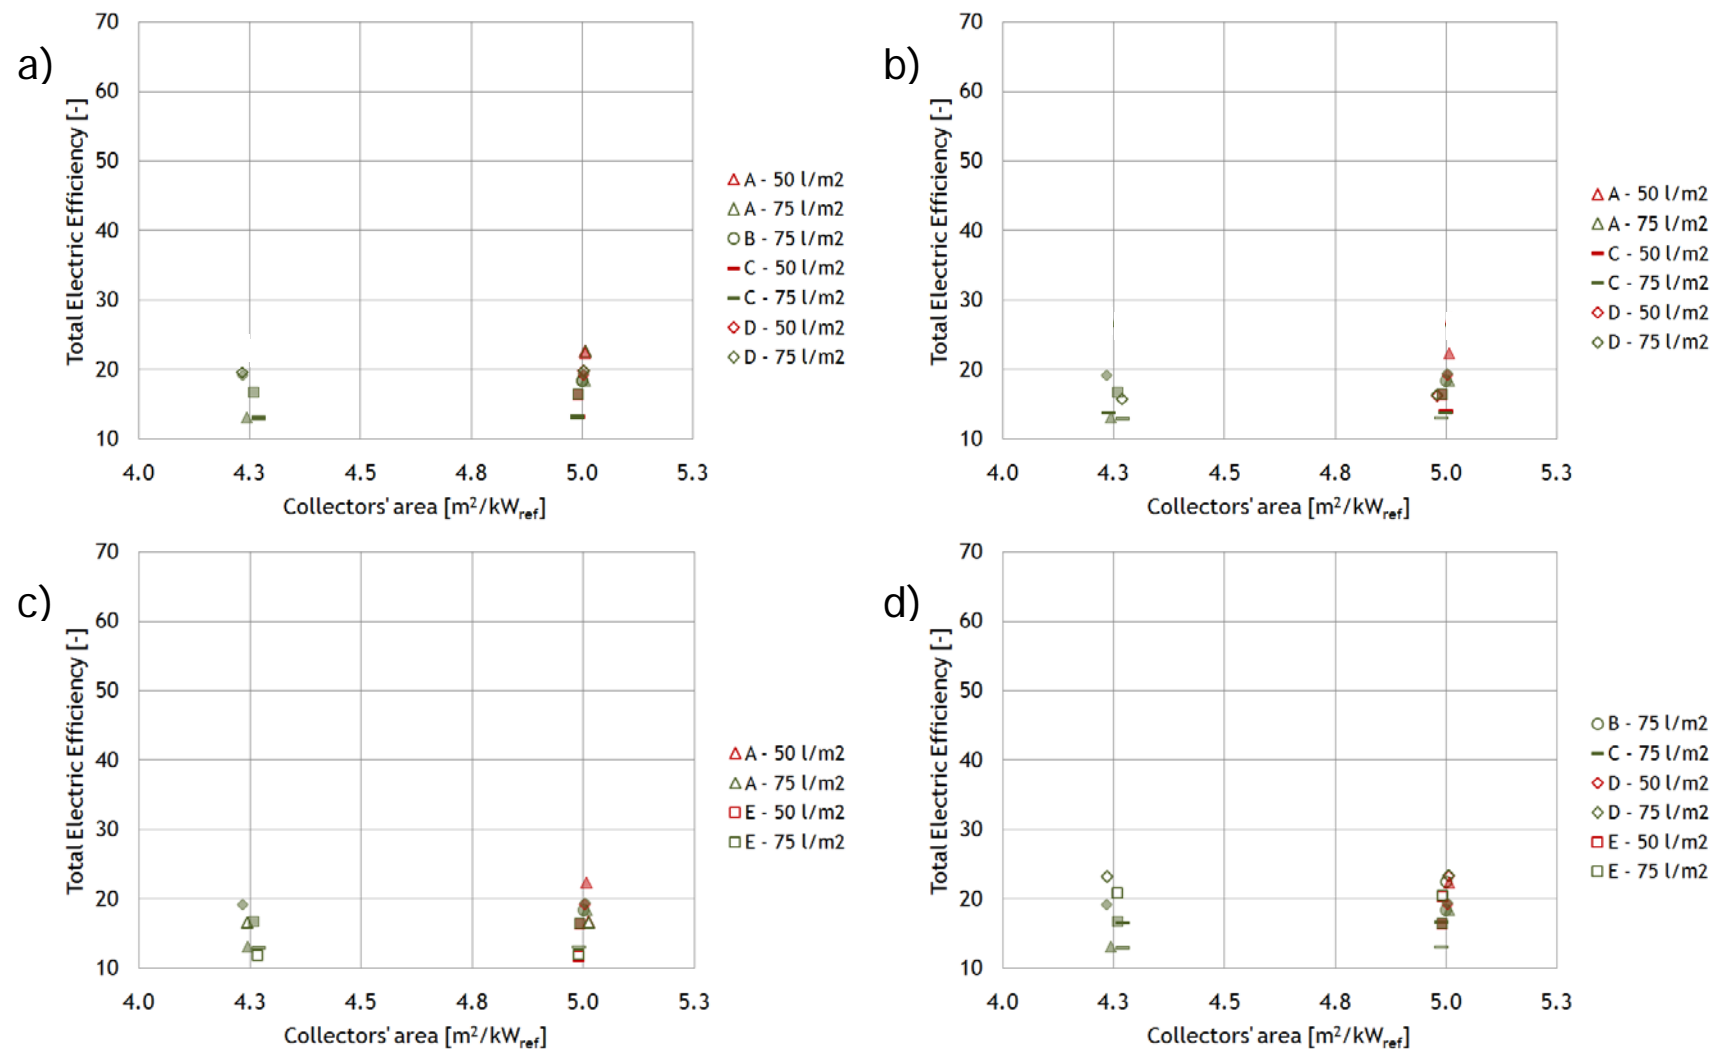 a)
Total Electric Efficiency [-]
70
60
50
40
30
20
10
4.0 4.3 4.5 4.8 5.0 5.3
Collectors' area [m²/kWref]
A - 50 l/m2
A - 75 l/m2
B - 75 l/m2
C - 50 l/m2
C - 75 l/m2
D - 50 l/m2
D - 75 l/m2
b)
Total Electric Efficiency [-]
70
60
50
40
30
20
10
4.0 4.3 4.5 4.8 5.0 5.3
Collectors' area [m²/kWref]
A - 50 l/m2
A - 75 l/m2
C - 50 l/m2
C - 75 l/m2
D - 50 l/m2
D - 75 l/m2
c)
Total Electric Efficiency [-]
70
60
50
40
30
20
10
4.0 4.3 4.5 4.8 5.0 5.3
Collectors' area [m²/kWref]
A - 50 l/m2
A - 75 l/m2
E - 50 l/m2
E - 75 l/m2
d)
Total Electric Efficiency [-]
70
60
50
40
30
20
10
4.0 4.3 4.5 4.8 5.0 5.3
Collectors' area [m²/kWref]
B - 75 l/m2
C - 75 l/m2
D - 50 l/m2
D - 75 l/m2
E - 50 l/m2
E - 75 l/m2